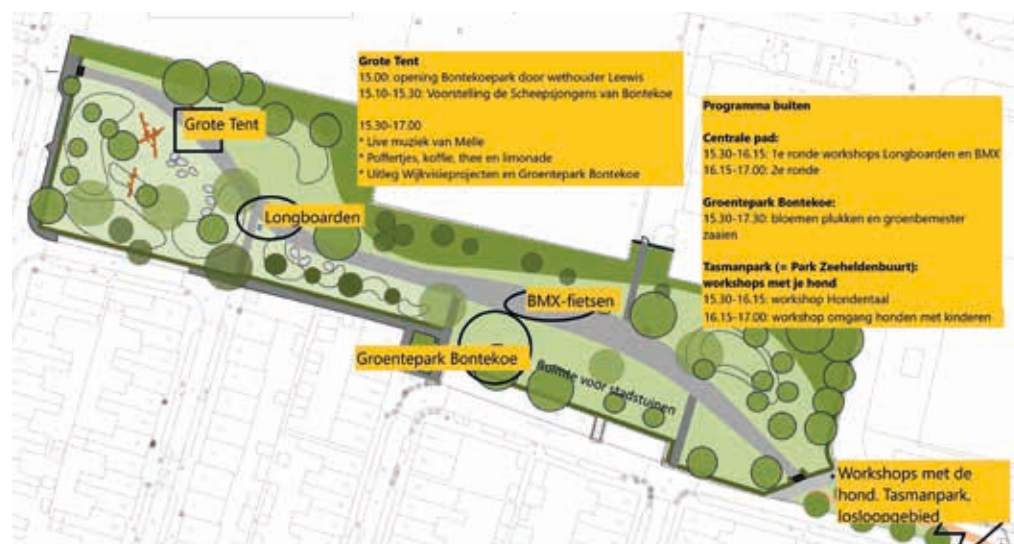 Grote Tent
15.00: opening Bontekoepark door wethouder Leewis
15.10-15.30: Voorstelling de Scheepsjongens van Bontekoe
15.30-17.00
* Live muziek van Melle
* Poffertjes, koffie, thee en limonade
* Uitleg Wijkvisieprojecten en Groentepark Bontekoe
Programma buiten
Centrale pad:
15.30-16.15: 1e ronde workshops Longboarden en BMX
16.15-17.00: 2e ronde
Groentepark Bontekoe:
15.30-17.30: bloemen plukken en groenbemester
zaaien
Tasmanpark (= Park Zeeheldenbuurt):
workshops met je hond
15.30-16.15: workshop Hondentaal
16.15-17.00: workshop omgang honden met kinderen
Grote Tent
Longboarden
BMX-fietsen
Groentepark Bontekoe
Ruimte voor stadstuinen
Workshops met de
hond. Tasmanpark,
losloopgebied